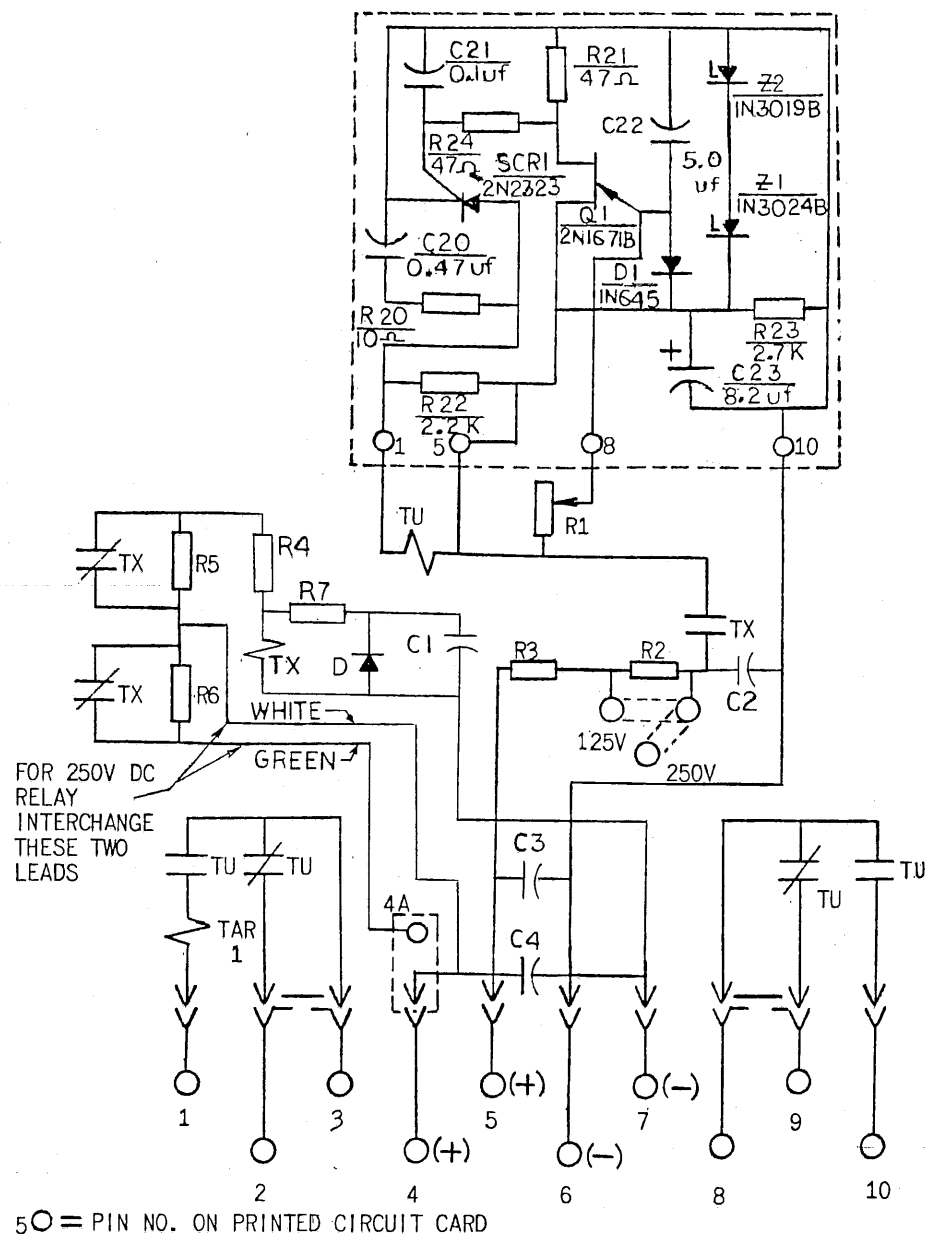 C21
0.1uf
R21
47Ω
Z2
1N3019B
C22
5.0
uf
R24
47Ω
SCR1
2N2323
Z1
1N3024B
Q1
2N1671B
C20
0.47uf
D1
1N645
R20
10Ω
R23
2.7K
+
C23
8.2uf
R22
2.2K
1
5
8
10
TU
R1
TX
R5
R4
R7
TX
D
C1
TX
R3
R2
C2
TX
R6
WHITE
125V
GREEN
250V
FOR 250V DC
RELAY
INTERCHANGE
THESE TWO
LEADS
TU
TU
C3
TU
TU
4A
TAR
1
C4
1
3
5
(+)
7
(-)
9
2
4
(+)
6
(-)
8
10
5O = PIN NO. ON PRINTED CIRCUIT CARD